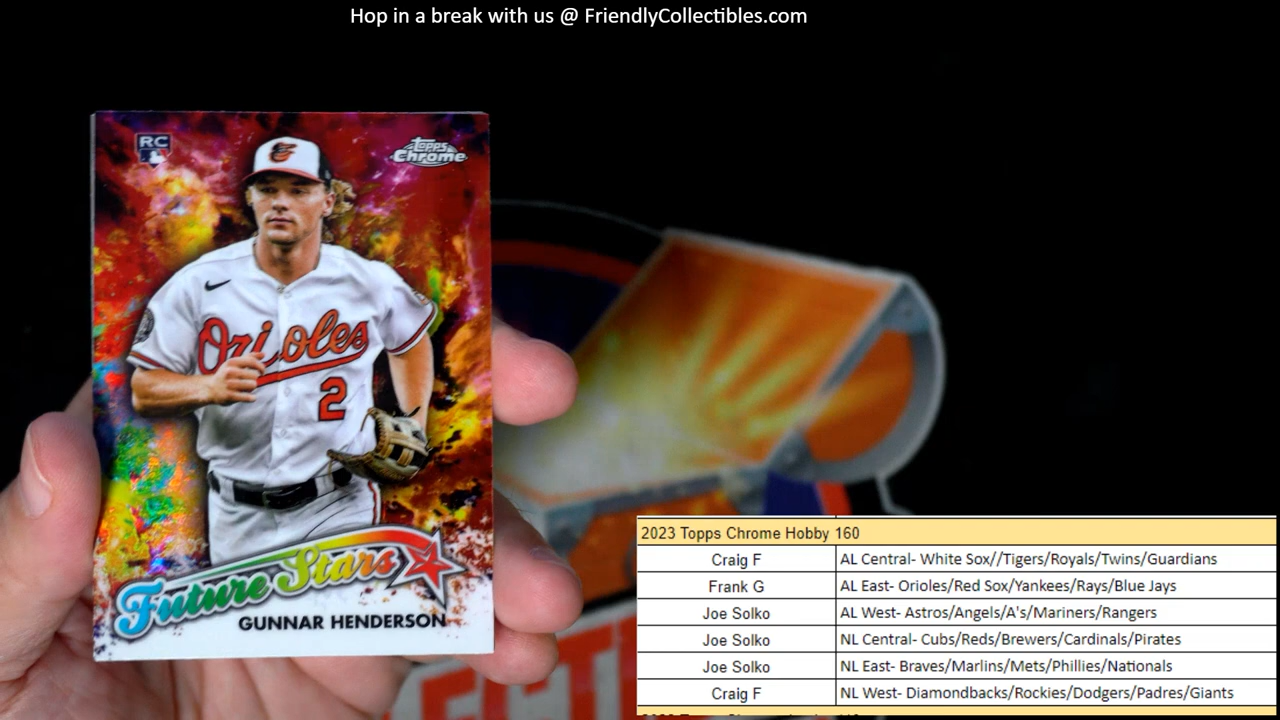 Hop in a break with us @ FriendlyCollectibles.com
RC
Topps
Chrome
Orioles
2
Future Stars
GUNNAR HENDERSON
2023 Topps Chrome Hobby 160
Craig F AL Central- White Sox//Tigers/Royals/Twins/Guardians
Frank G AL East- Orioles/Red Sox/Yankees/Rays/Blue Jays
Joe Solko AL West- Astros/Angels/A's/Mariners/Rangers
Joe Solko NL Central- Cubs/Reds/Brewers/Cardinals/Pirates
Joe Solko NL East- Braves/Marlins/Mets/Phillies/Nationals
Craig F NL West- Diamondbacks/Rockies/Dodgers/Padres/Giants